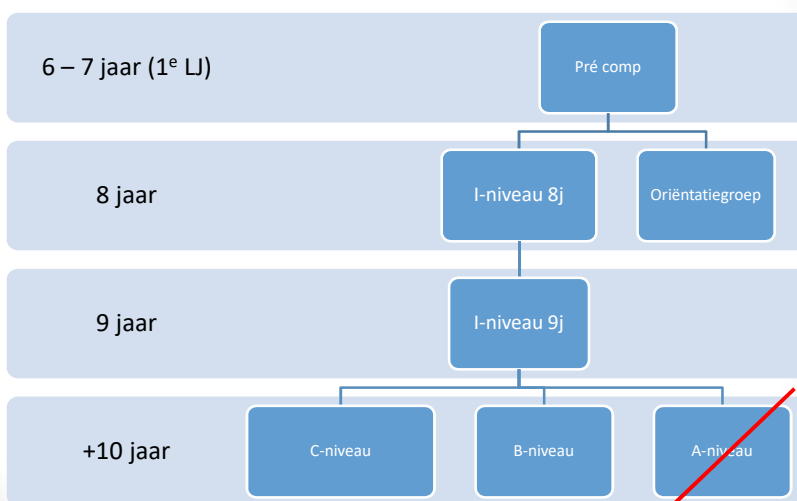 6 – 7 jaar (1e LJ)
Pré comp
8 jaar
I-niveau 8j
Oriëntatiegroep
9 jaar
I-niveau 9j
+10 jaar
C-niveau
B-niveau
A-niveau